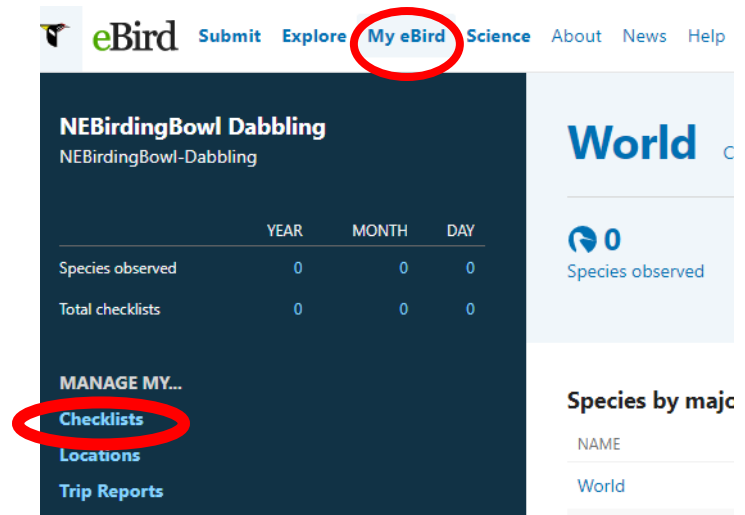 eBird Submit Explore My eBird Science About News Help
NEBirdingBowl Dabbling
NEBirdingBowl-Dabbling
YEAR MONTH DAY
Species observed 0 0 0
Total checklists 0 0 0
MANAGE MY...
Checklists
Locations
Trip Reports
World
0
Species observed
Species by majo
NAME
World